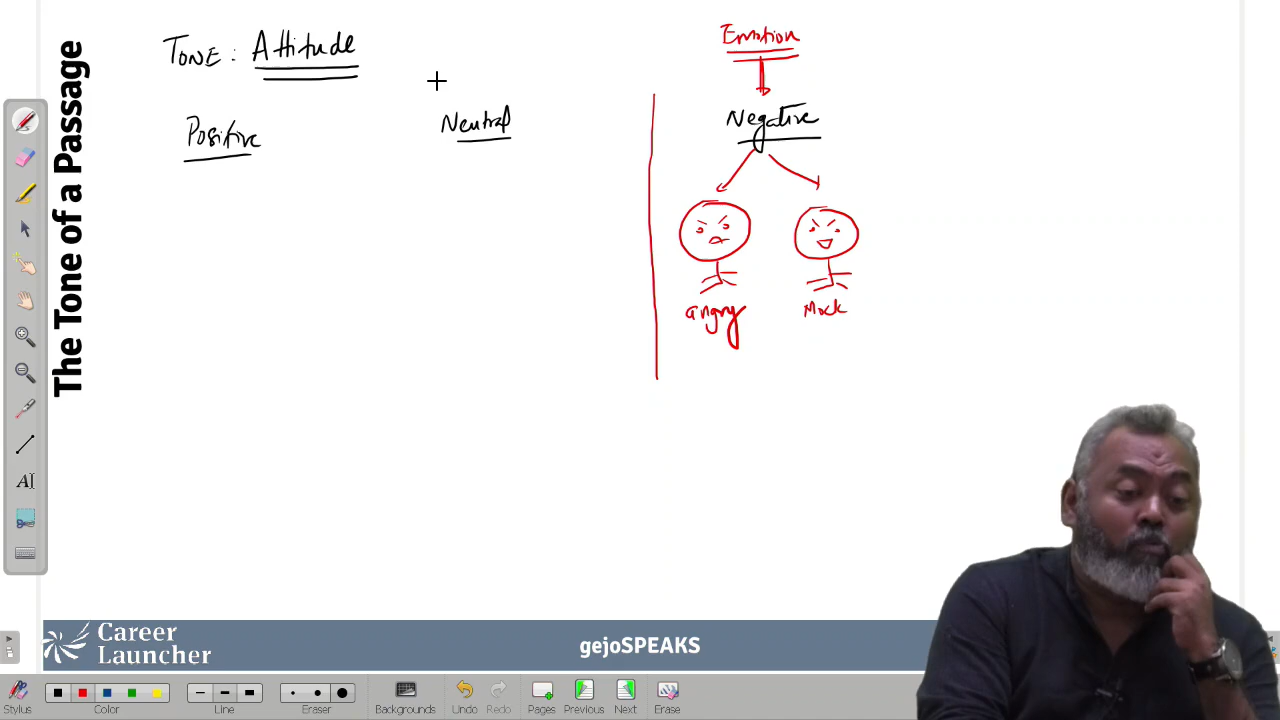 The Tone of a Passage
TONE : Attitude
Emotion
Positive
Neutral
Negative
angry
Mock
AI
Career
Launcher
gejoSPEAKS
Stylus
Color
Line
Eraser
Backgrounds
Undo
Redo
Pages
Previous
Next
Erase